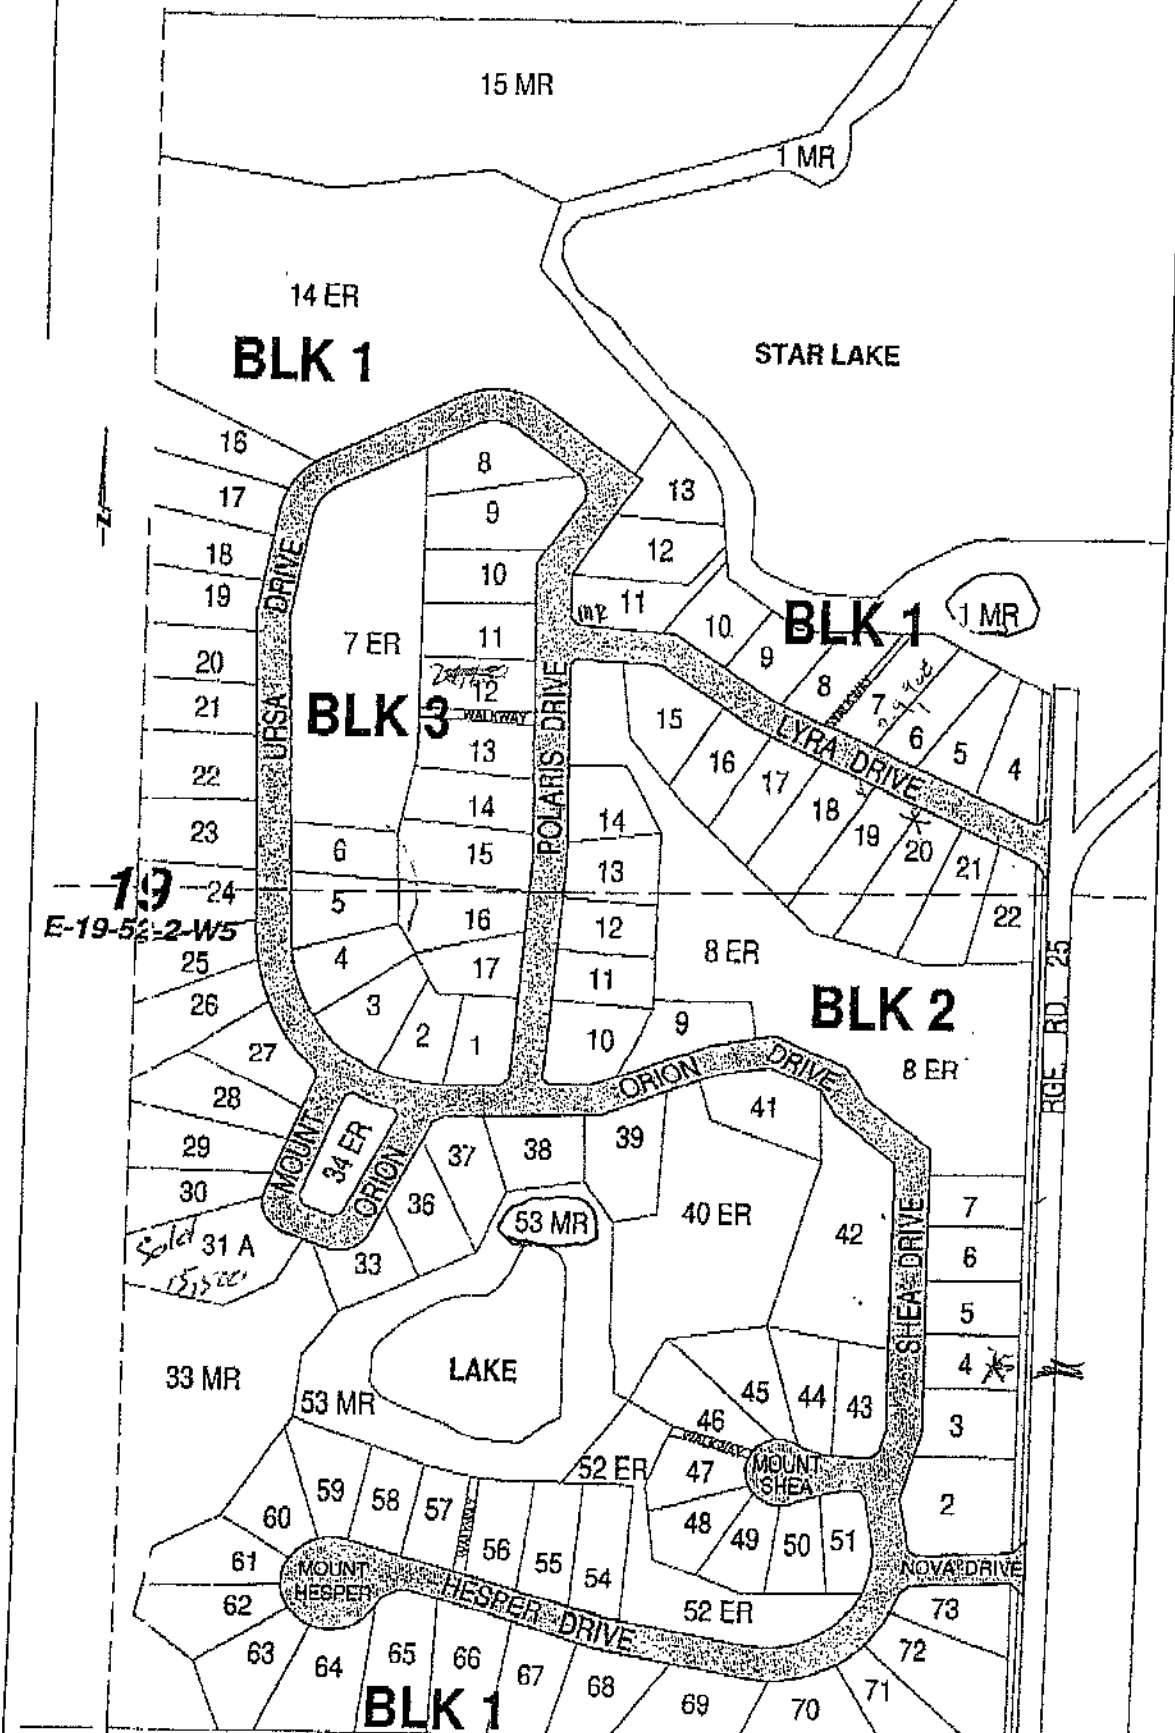 15 MR
1 MR
14 ER
BLK 1
STAR LAKE
16
8
13
17
9
12
18
10
19
11
MR
10
BLK 1
1 MR
7 ER
11
9
20
12
8
7
WALKWAY
21
BLK 3
WALKWAY
15
6
5
4
URSA DRIVE
POLARIS DRIVE
LYRA DRIVE
13
16
17
22
14
14
18
19
20
21
23
6
15
13
19
24
5
16
12
22
E-19-52-2-W5
25
4
17
11
8 ER
RGE RD 25
26
3
2
1
10
9
BLK 2
27
ORION DRIVE
8 ER
28
41
29
MOUNT ORION
34 ER
37
38
39
30
36
53 MR
40 ER
42
7
Sold
31 A
15,500
33
SHEA DRIVE
6
5
4
33 MR
LAKE
53 MR
45
44
43
3
46
WALKWAY
52 ER
47
MOUNT SHEA
2
59
58
57
WALKWAY
60
56
55
54
48
49
50
51
61
MOUNT HESPER
HESPER DRIVE
NOVA DRIVE
62
52 ER
73
63
64
65
66
67
68
69
70
71
72
BLK 1